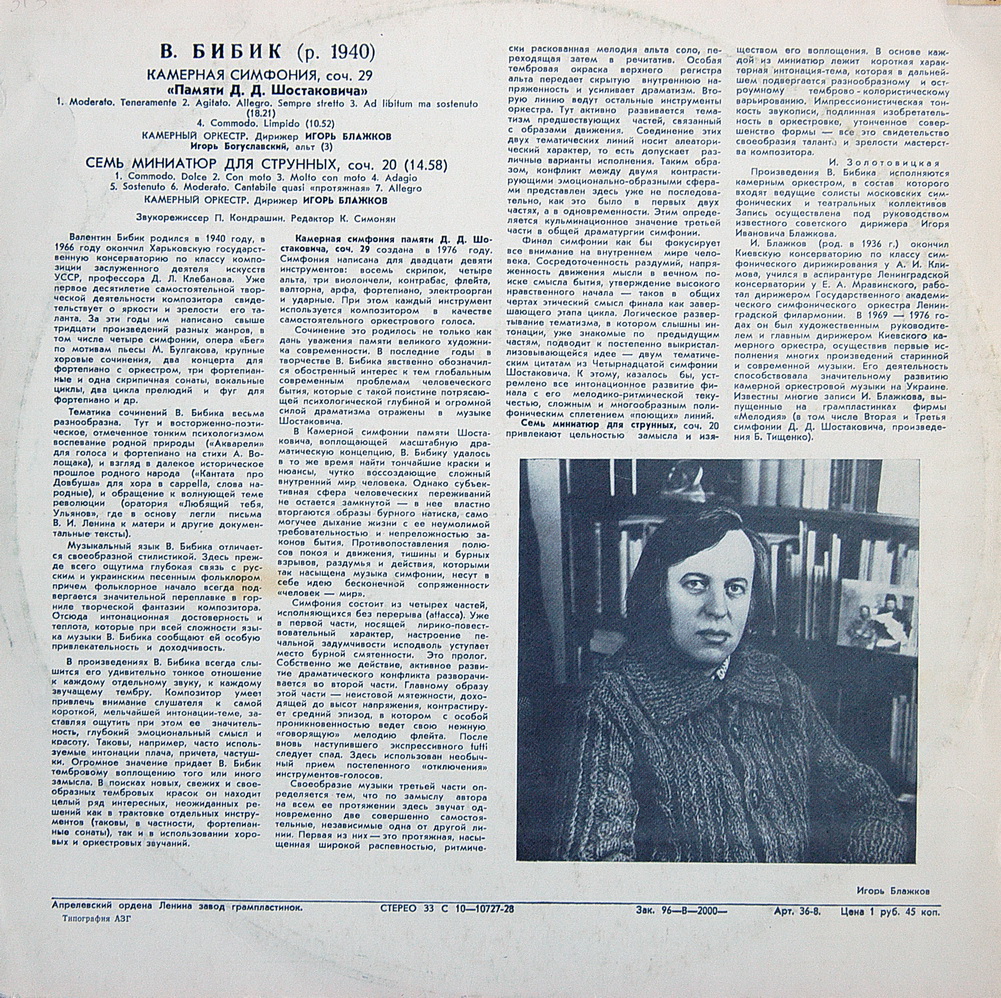 В. БИБИК (р. 1940)
КАМЕРНАЯ СИМФОНИЯ, соч. 29
«Памяти Д. Д. Шостаковича»
1. Moderato. Teneramente 2. Agitato. Allegro. Sempre stretto 3. Ad libitum ma sostenuto
(18.21)
4. Commodo. Limpido (10.52)
КАМЕРНЫЙ ОРКЕСТР. Дирижер ИГОРЬ БЛАЖКОВ
Игорь Богуславский, альт (3)
СЕМЬ МИНИАТЮР ДЛЯ СТРУННЫХ, соч. 20 (14.58)
1. Commodo. Dolce 2. Con moto 3. Molto con moto 4. Adagio
5. Sostenuto 6. Moderato. Cantabile quasi «протяжная» 7. Allegro
КАМЕРНЫЙ ОРКЕСТР. Дирижер ИГОРЬ БЛАЖКОВ
Звукорежиссер П. Кондрашин. Редактор К. Симонян
Валентин Бибик родился в 1940 году, в
1966 году окончил Харьковскую государст-
венную консерваторию по классу компо-
зиции заслуженного деятеля искусств
УССР, профессора Д. Л. Клебанова. Уже
первое десятилетие самостоятельной твор-
ческой деятельности композитора свиде-
тельствует о яркости и зрелости его та-
ланта. За эти годы им написано свыше
тридцати произведений разных жанров, в
том числе четыре симфонии, опера «Бег»
по мотивам пьесы М. Булгакова, крупные
хоровые сочинения, два концерта для
фортепиано с оркестром, три фортепиан-
ные и одна скрипичная сонаты, вокальные
циклы, два цикла прелюдий и фуг для
фортепиано и др.
Тематика сочинений В. Бибика весьма
разнообразна. Тут и восторженно-поэти-
ческое, отмеченное тонким психологизмом
воспевание родной природы («Акварели»
для голоса и фортепиано на стихи А. Во-
лощака), и взгляд в далекое историческое
прошлое родного народа («Кантата про
Довбуша» для хора a cappella, слова на-
родные), и обращение к волнующей теме
революции (оратория «Любящий тебя,
Ульянов», где в основу легли письма
В. И. Ленина к матери и другие докумен-
тальные тексты).
Музыкальный язык В. Бибика отличает-
ся своеобразной стилистикой. Здесь преж-
де всего ощутима глубокая связь с рус-
ским и украинским песенным фольклором,
причем фольклорное начало всегда под-
вергается значительной переплавке в гор-
ниле творческой фантазии композитора.
Отсюда интонационная достоверность и
теплота, которые при всей сложности язы-
ка музыки В. Бибика сообщают ей особую
привлекательность и доходчивость.
В произведениях В. Бибика всегда слы-
шится его удивительно тонкое отношение
к каждому отдельному звуку, к каждому
звучащему тембру. Композитор умеет
привлечь внимание слушателя к самой
короткой, мельчайшей интонации-теме, за-
ставляя ощутить при этом ее значитель-
ность, глубокий эмоциональный смысл и
красоту. Таковы, например, часто исполь-
зуемые интонации плача, причета, частуш-
ки. Огромное значение придает В. Бибик
тембровому воплощению того или иного
замысла. В поисках новых, свежих и свое-
образных тембровых красок он находит
целый ряд интересных, неожиданных ре-
шений как в трактовке отдельных инстру-
ментов (таковы, в частности, фортепиан-
ные сонаты), так и в использовании хоро-
вых и оркестровых звучаний.
Камерная симфония памяти Д. Д. Шо-
стаковича, соч. 29 создана в 1976 году.
Симфония написана для двадцати девяти
инструментов: восемь скрипок, четыре
альта, три виолончели, контрабас, флейта,
валторна, арфа, фортепиано, электроорган
и ударные. При этом каждый инструмент
используется композитором в качестве
самостоятельного оркестрового голоса.
Сочинение это родилось не только как
дань уважения памяти великого художни-
ка современности. В последние годы в
творчестве В. Бибика явственно обозначил-
ся обостренный интерес к тем глобальным
современным проблемам человеческого
бытия, которые с такой поистине потрясаю-
щей психологической глубиной и огромной
силой драматизма отражены в музыке
Шостаковича.
В Камерной симфонии памяти Шоста-
ковича, воплощающей масштабную дра-
матическую концепцию, В. Бибику удалось
в то же время найти тончайшие краски и
нюансы, чутко воссоздающие сложный
внутренний мир человека. Однако субъек-
тивная сфера человеческих переживаний
не остается замкнутой — в нее властно
вторгаются образы бурного натиска, само
могучее дыхание жизни с ее неумолимой
требовательностью и непреложностью за-
конов бытия. Противопоставления полю-
сов покоя и движения, тишины и бурных
взрывов, раздумья и действия, которыми
так насыщена музыка симфонии, несет в
себе идею бесконечной сопряженности
«человек — мир».
Симфония состоит из четырех частей,
исполняющихся без перерыва (attacca). Уже
в первой части, носящей лирико-повест-
вовательный характер, настроение пе-
чальной задумчивости исподволь уступает
место бурной смятенности. Это пролог.
Собственно же действие, активное разви-
тие драматического конфликта разворачи-
вается во второй части. Главному образу
этой части — неистовой мятежности, дохо-
дящей до высот напряжения, контрастиру-
ет средний эпизод, в котором с особой
проникновенностью ведет свою нежную
«говорящую» мелодию флейта. После
вновь наступившего экспрессивного tutti
следует спад. Здесь использован необыч-
ный прием постепенного «отключения»
инструментов-голосов.
Своеобразие музыки третьей части оп-
ределяется тем, что по замыслу автора
на всем ее протяжении здесь звучат од-
новременно две совершенно самостоя-
тельные, независимые одна от другой ли-
нии. Первая из них — это протяжная, насы-
щенная широкой распевностью, ритмиче-
ски раскованная мелодия альта соло, пе-
реходящая затем в речитатив. Особая
тембровая окраска верхнего регистра
альта передает скрытую внутреннюю на-
пряженность и усиливает драматизм. Вто-
рую линию ведут остальные инструменты
оркестра. Тут активно развивается тема-
тизм предшествующих частей, связанный
с образами движения. Соединение этих
двух тематических линий носит алеатори-
ческий характер, то есть допускает раз-
личные варианты исполнения. Таким обра-
зом, конфликт между двумя контрасти-
рующими эмоционально-образными сфера-
ми представлен здесь уже не последова-
тельно, как это было в первых двух
частях, а в одновременности. Этим опреде-
ляется кульминационное значение третьей
части в общей драматургии симфонии.
Финал симфонии как бы фокусирует
все внимание на внутреннем мире чело-
века. Сосредоточенность раздумий, напря-
женность движения мысли в вечном по-
иске смысла бытия, утверждение высокого
нравственного начала — таков в общих
чертах этический смысл финала как завер-
шающего этапа цикла. Логическое развер-
тывание тематизма, в котором слышны ин-
тонации, уже знакомые по предыдущим
частям, подводит к постепенно выкристал-
лизовывающейся идее — двум тематиче-
ским цитатам из Четырнадцатой симфонии
Шостаковича. К этому, казалось бы, уст-
ремлено все интонационное развитие фи-
нала с его мелодико-ритмической теку-
честью, сложным и многообразным поли-
фоническим сплетением «поющих» линий.
Семь миниатюр для струнных, соч. 20
привлекают цельностью замысла и изя-
ществом его воплощения. В основе каж-
дой из миниатюр лежит короткая харак-
терная интонация-тема, которая в дальней-
шем подвергается разнообразному и ост-
роумному темброво-колористическому
варьированию. Импрессионистическая тон-
кость звукописи, подлинная изобретатель-
ность в оркестровке, утонченное совер-
шенство формы — все это свидетельство
своеобразия таланта и зрелости мастерст-
ва композитора.
И. Золотовицкая
Произведения В. Бибика исполняются
камерным оркестром, в состав которого
входят ведущие солисты московских сим-
фонических и театральных коллективов.
Запись осуществлена под руководством
известного советского дирижера Игоря
Ивановича Блажкова.
И. Блажков (род. в 1936 г.) окончил
Киевскую консерваторию по классу сим-
фонического дирижирования у А. И. Кли-
мова, учился в аспирантуре Ленинградской
консерватории у Е. А. Мравинского, рабо-
тал дирижером Государственного академи-
ческого симфонического оркестра Ленин-
градской филармонии. В 1969 — 1976 го-
дах он был художественным руководите-
лем и главным дирижером Киевского ка-
мерного оркестра, осуществив первые ис-
полнения многих произведений старинной
и современной музыки. Его деятельность
способствовала значительному развитию
камерной оркестровой музыки на Украине.
Известны многие записи И. Блажкова, вы-
пущенные на грампластинках фирмы
«Мелодия» (в том числе Вторая и Третья
симфонии Д. Д. Шостаковича, произведе-
ния Б. Тищенко).
Игорь Блажков
Апрелевский ордена Ленина завод грампластинок.
СТЕРЕО 33 С 10—10727-28
Зак. 96—В—2000—
Арт. 36-8.
Цена 1 руб. 45 коп.
Типография АЗГ